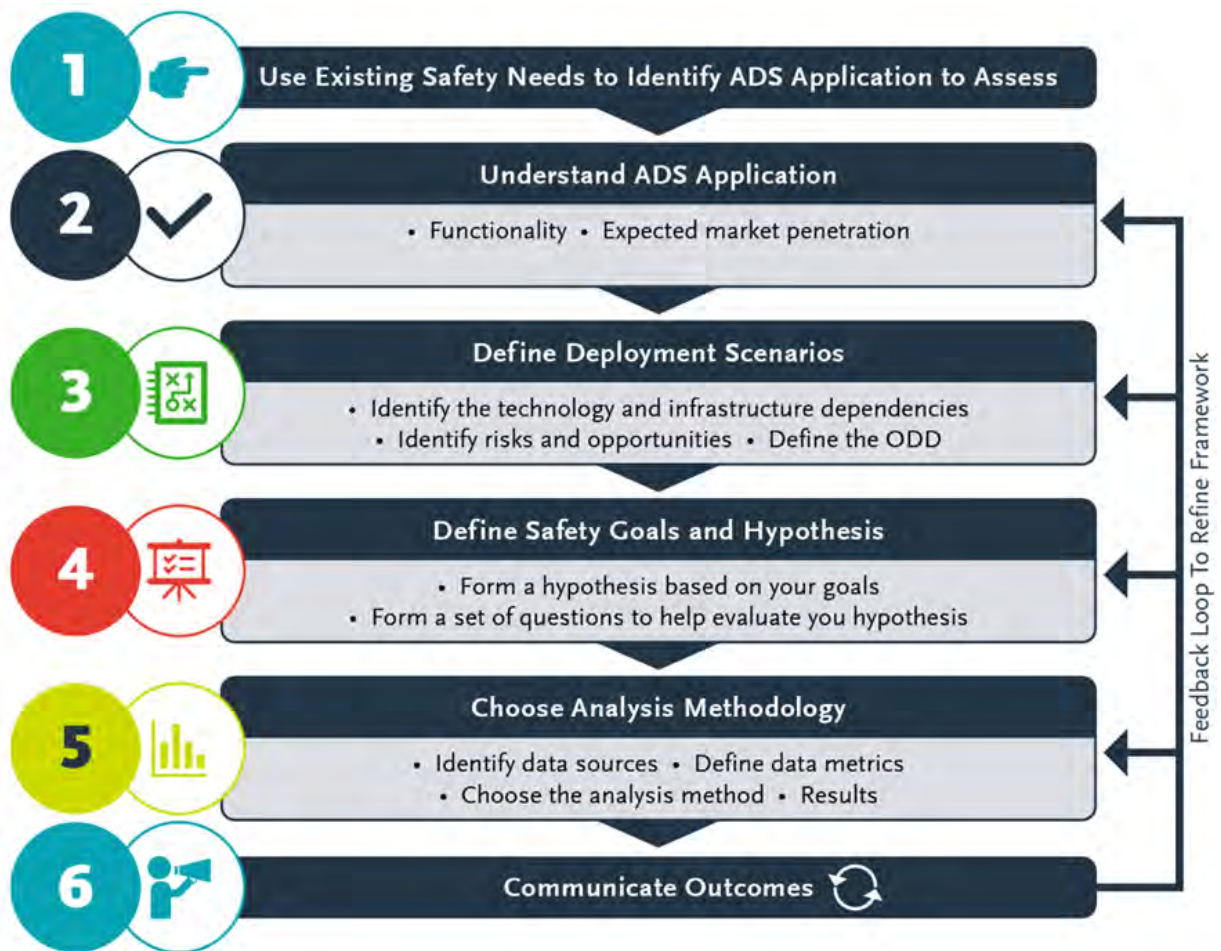 1
Use Existing Safety Needs to Identify ADS Application to Assess
2
Understand ADS Application
• Functionality • Expected market penetration
3
Define Deployment Scenarios
• Identify the technology and infrastructure dependencies
• Identify risks and opportunities • Define the ODD
4
Define Safety Goals and Hypothesis
• Form a hypothesis based on your goals
• Form a set of questions to help evaluate you hypothesis
5
Choose Analysis Methodology
• Identify data sources • Define data metrics
• Choose the analysis method • Results
6
Communicate Outcomes
Feedback Loop To Refine Framework